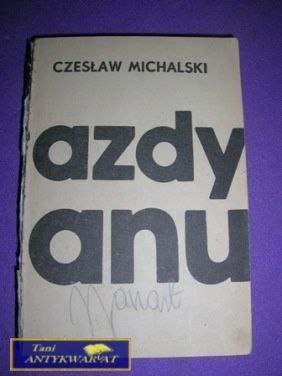 CZESŁAW MICHALSKI
azdy
anu
Tani
ANTYKWARIAT